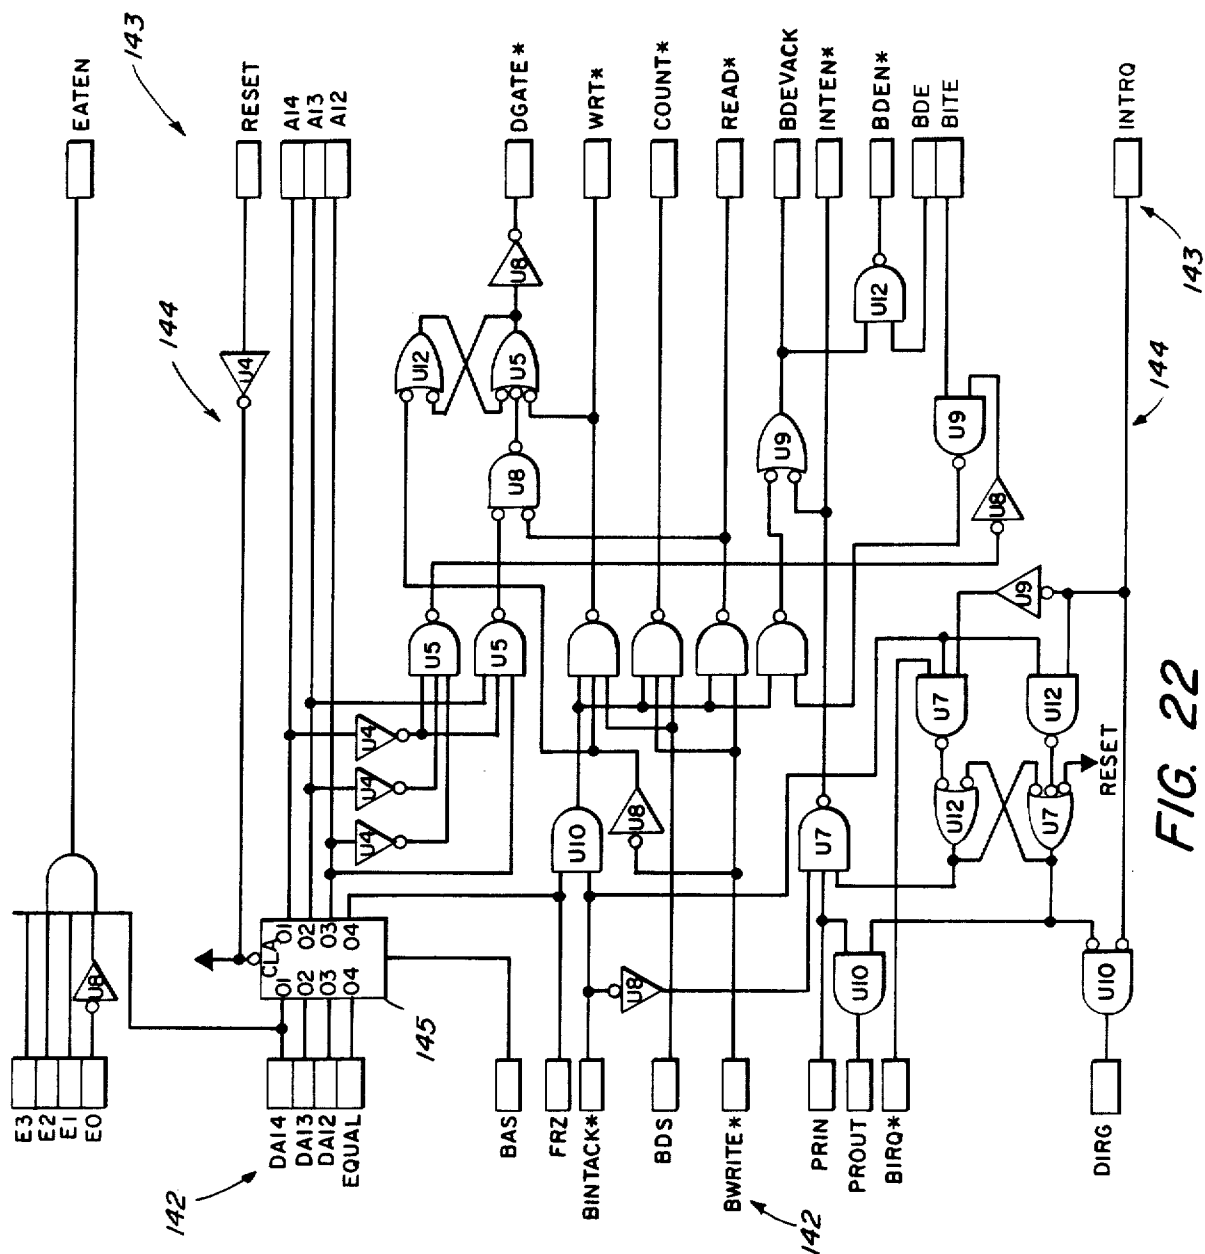 143
EATEN
RESET
A14
A13
A12
DGATE*
WRT*
COUNT*
READ*
BDEVACK
INTEN*
BDEN*
BDE
BITE
INTRQ
143
144
U4
U8
U12
U5
U8
U12
U9
U9
U8
144
U5
U5
U9
U4
U4
U4
U7
U12
RESET
U10
U8
U7
U12
U7
CLA
O1
O2
O3
O4
O1
O2
O3
O4
U8
145
U8
U10
U10
E3
E2
E1
E0
DA14
DA13
DA12
EQUAL
BAS
FRZ
BINTACK*
BDS
BWRITE*
PRIN
PROUT
BIRQ*
DIRG
142
142
FIG. 22